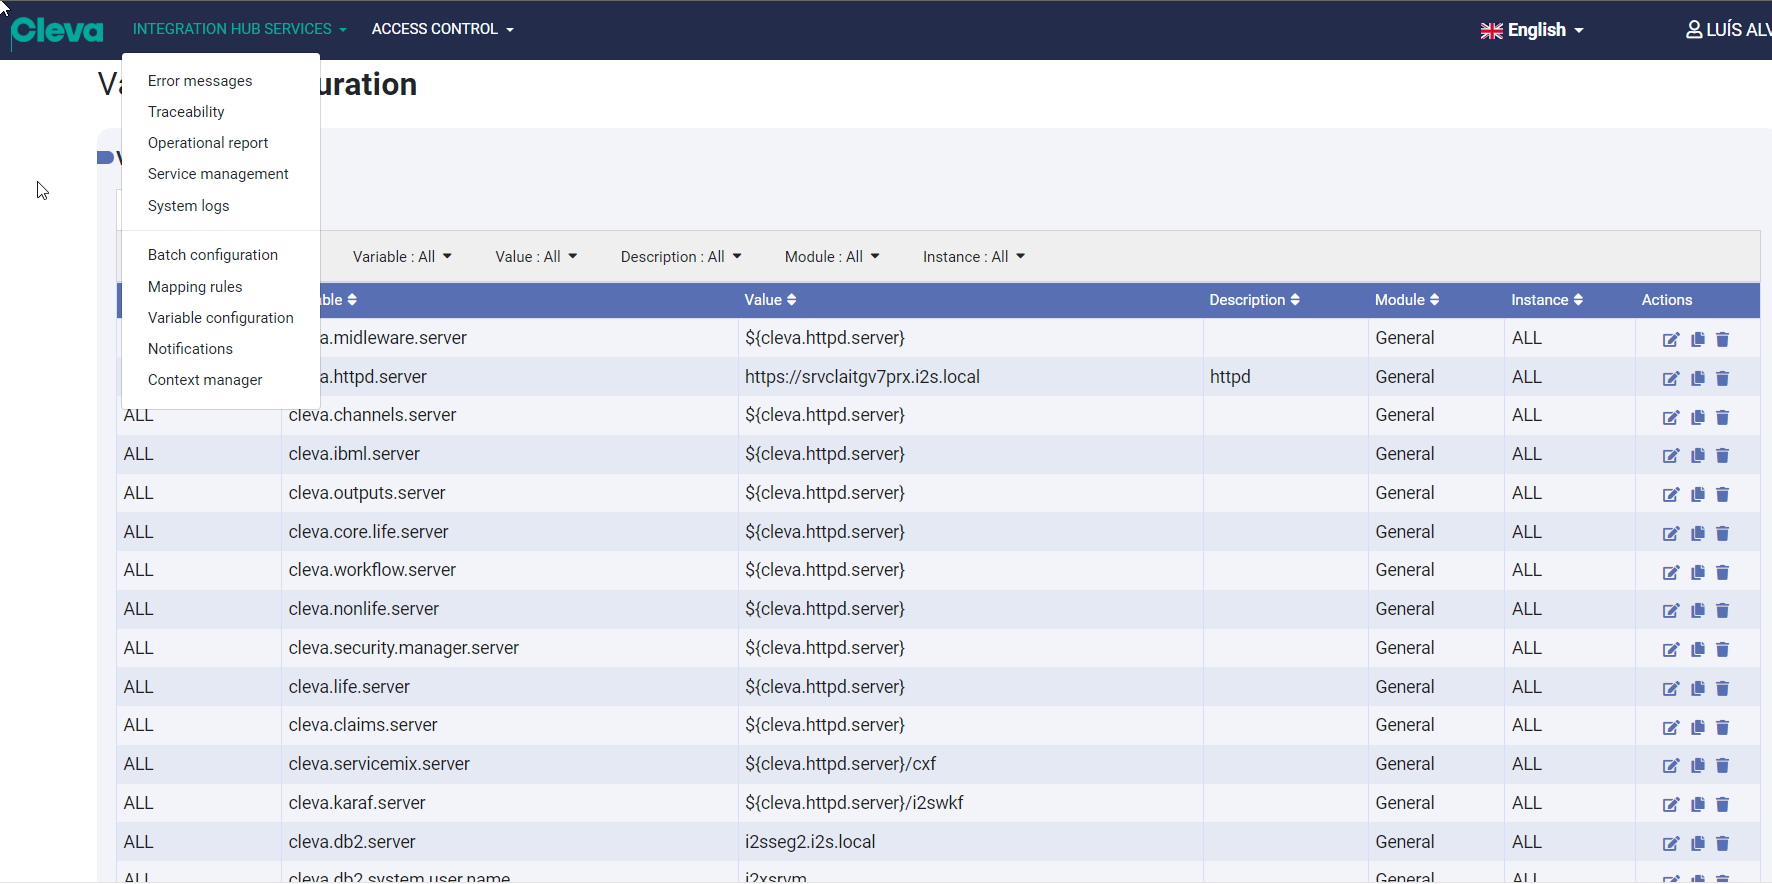 Cleva INTEGRATION HUB SERVICES ACCESS CONTROL English LUÍS ALV
uration
Error messages
Traceability
Operational report
Service management
System logs
Batch configuration
Mapping rules
Variable configuration
Notifications
Context manager
Variable : All Value : All Description : All Module : All Instance : All
ble Value Description Module Instance Actions
a.midleware.server ${cleva.httpd.server} General ALL
a.httpd.server https://srvclaitgv7prx.i2s.local httpd General ALL
ALL cleva.channels.server ${cleva.httpd.server} General ALL
ALL cleva.ibml.server ${cleva.httpd.server} General ALL
ALL cleva.outputs.server ${cleva.httpd.server} General ALL
ALL cleva.core.life.server ${cleva.httpd.server} General ALL
ALL cleva.workflow.server ${cleva.httpd.server} General ALL
ALL cleva.nonlife.server ${cleva.httpd.server} General ALL
ALL cleva.security.manager.server ${cleva.httpd.server} General ALL
ALL cleva.life.server ${cleva.httpd.server} General ALL
ALL cleva.claims.server ${cleva.httpd.server} General ALL
ALL cleva.servicemix.server ${cleva.httpd.server}/cxf General ALL
ALL cleva.karaf.server ${cleva.httpd.server}/i2swkf General ALL
ALL cleva.db2.server i2sseg2.i2s.local General ALL
ALL cleva.db2.system.user.name i2xsrvm General ALL